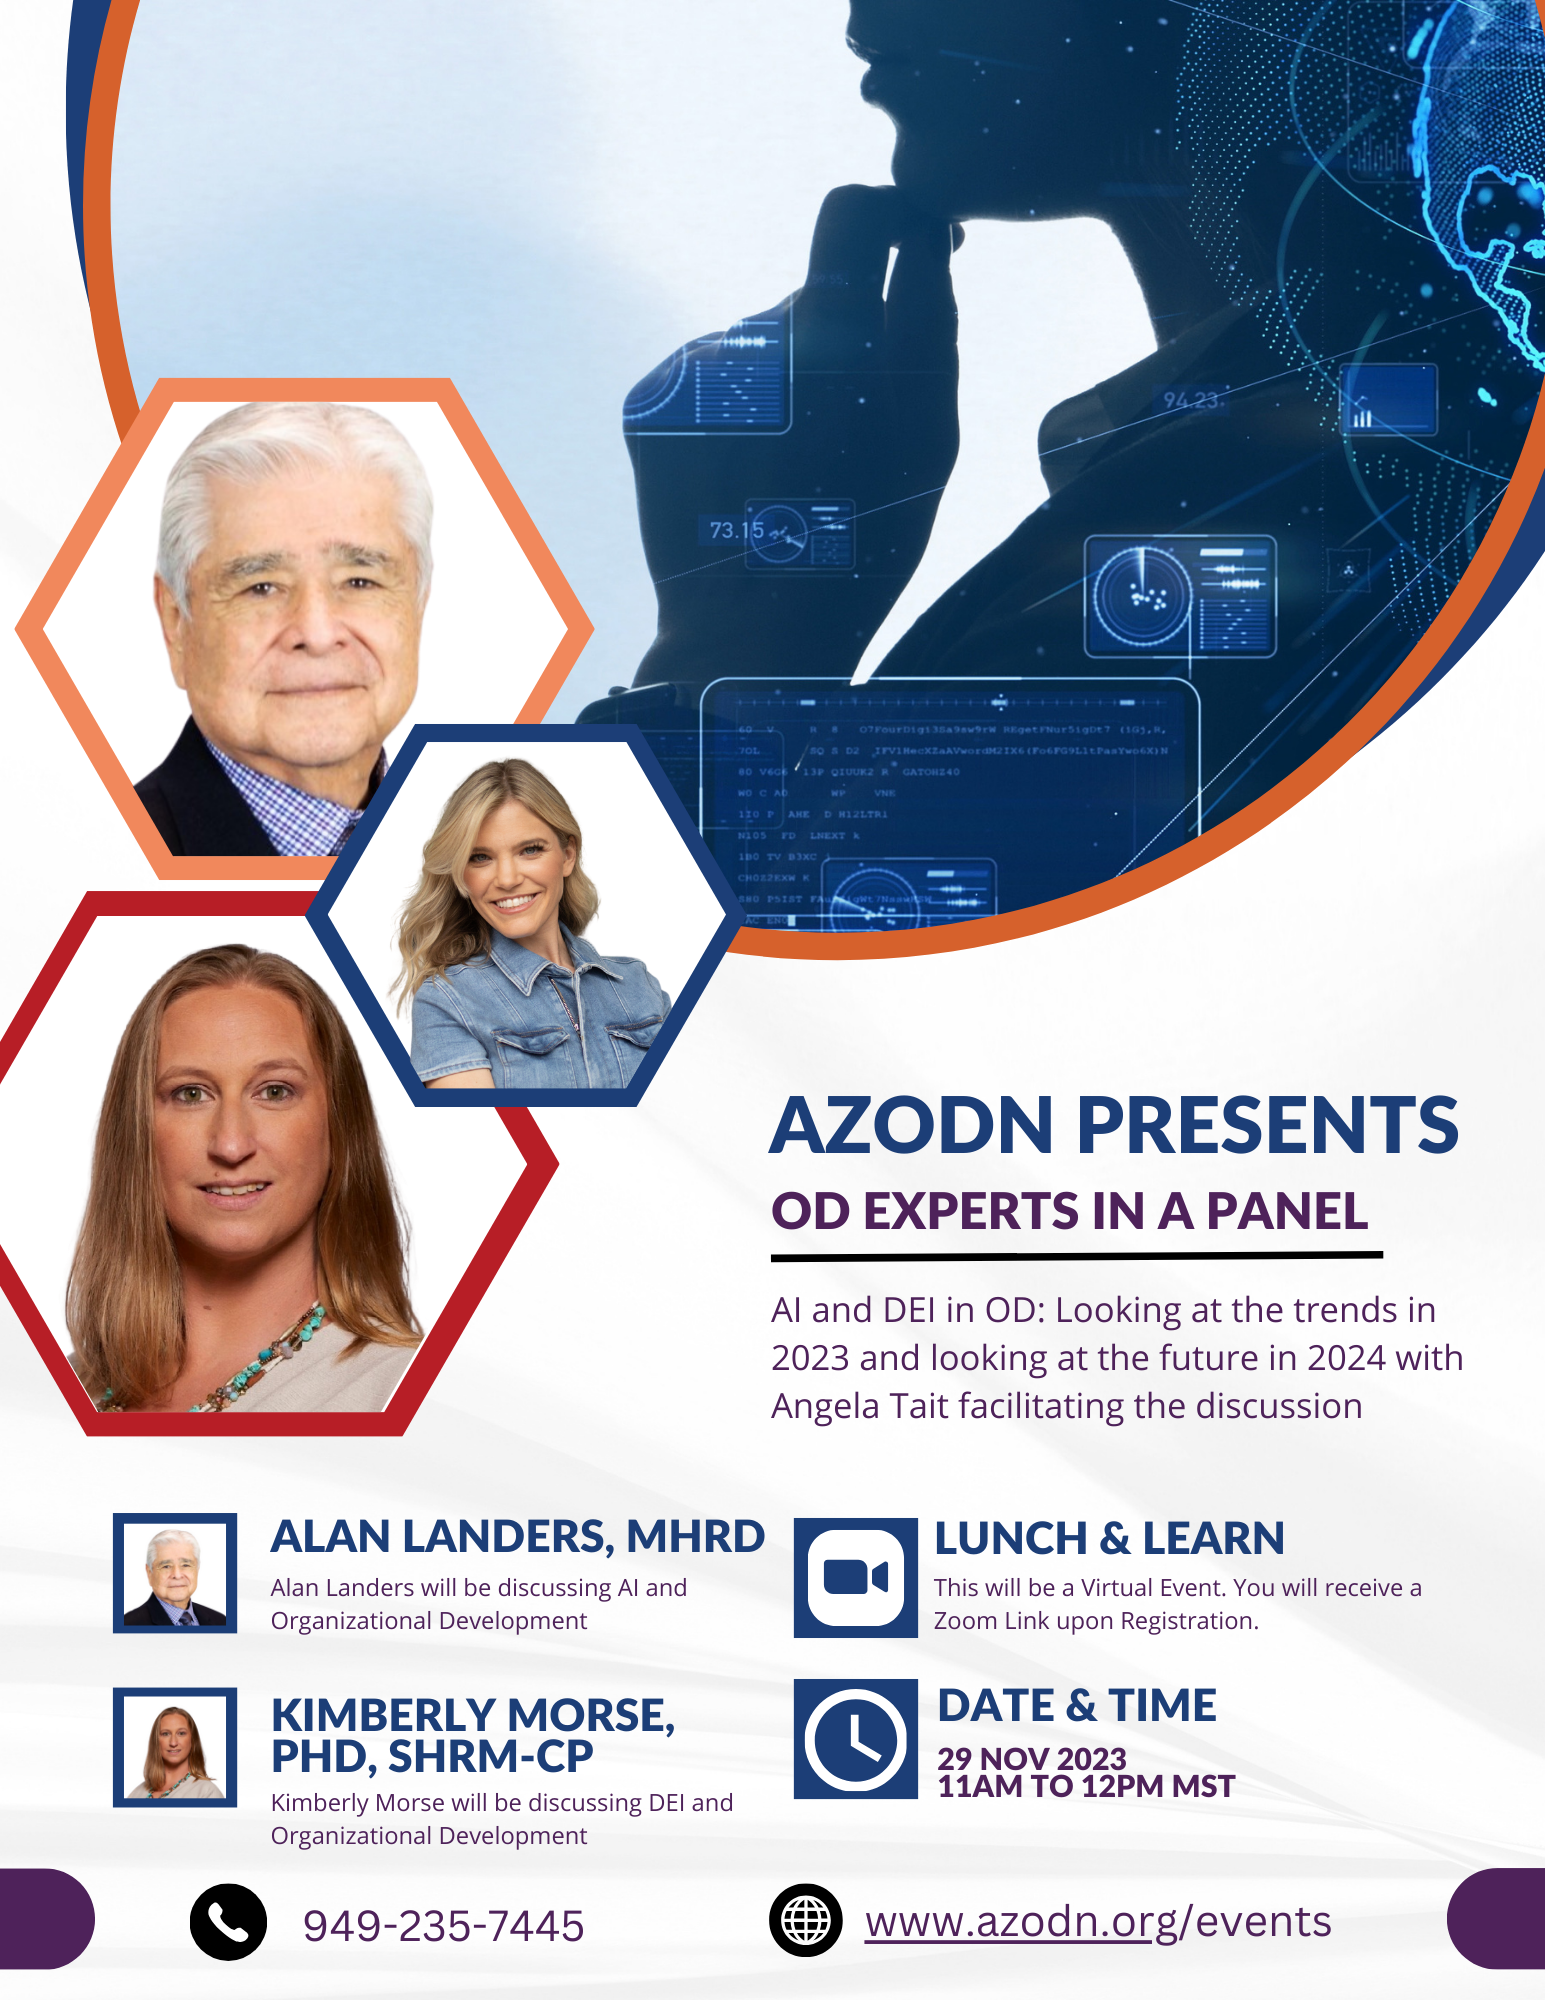 94.23
73.15
AZODN PRESENTS
OD EXPERTS IN A PANEL
AI and DEI in OD: Looking at the trends in
2023 and looking at the future in 2024 with
Angela Tait facilitating the discussion
ALAN LANDERS, MHRD
Alan Landers will be discussing AI and
Organizational Development
KIMBERLY MORSE,
PHD, SHRM-CP
Kimberly Morse will be discussing DEI and
Organizational Development
LUNCH & LEARN
This will be a Virtual Event. You will receive a
Zoom Link upon Registration.
DATE & TIME
29 NOV 2023
11AM TO 12PM MST
949-235-7445
www.azodn.org/events